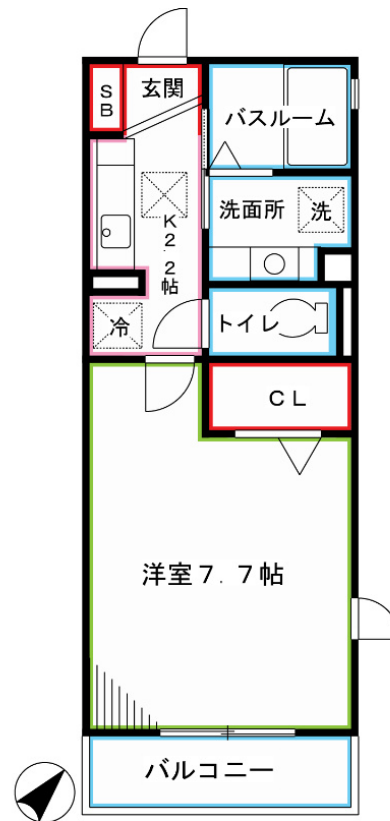 SB
玄関
バスルーム
洗面所
洗
K2.2帖
冷
トイレ
CL
洋室7.7帖
バルコニー